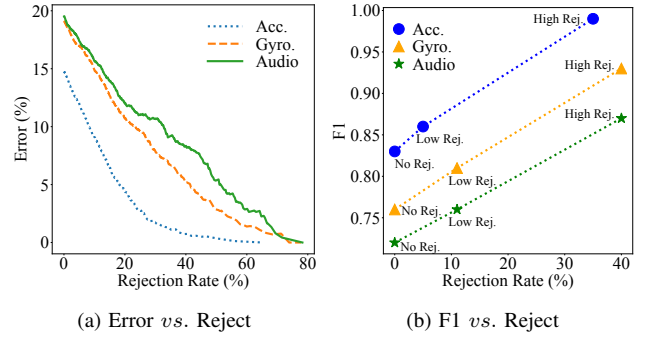 Acc.
Gyro.
Audio
20
15
10
5
0
Error (%)
0
20
40
60
80
Rejection Rate (%)
(a) Error vs. Reject
Acc.
Gyro.
Audio
High Rej.
High Rej.
High Rej.
Low Rej.
Low Rej.
Low Rej.
No Rej.
No Rej.
No Rej.
1.00
0.95
0.90
0.85
0.80
0.75
F1
0
10
20
30
40
Rejection Rate (%)
(b) F1 vs. Reject